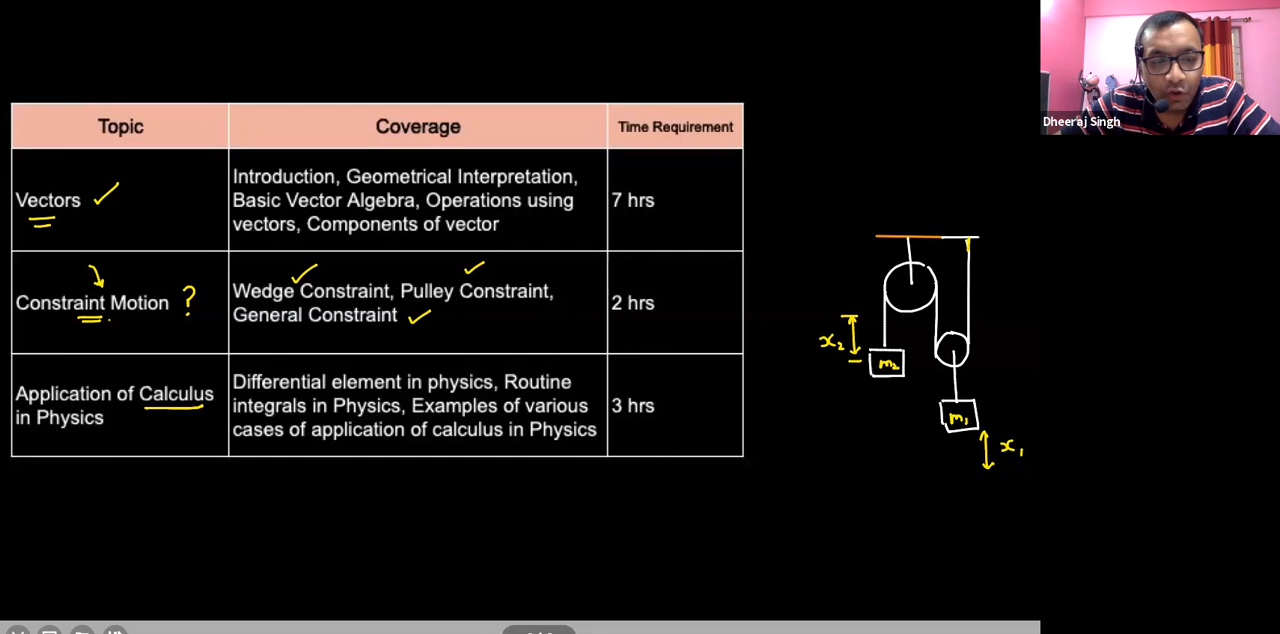 Topic Coverage Time Requirement
Vectors
Introduction, Geometrical Interpretation,
Basic Vector Algebra, Operations using
vectors, Components of vector
7 hrs
Constraint Motion ?
Wedge Constraint, Pulley Constraint,
General Constraint
2 hrs
Application of Calculus
in Physics
Differential element in physics, Routine
integrals in Physics, Examples of various
cases of application of calculus in Physics
3 hrs
x₂
m₂
m₁
x₁
Dheeraj Singh